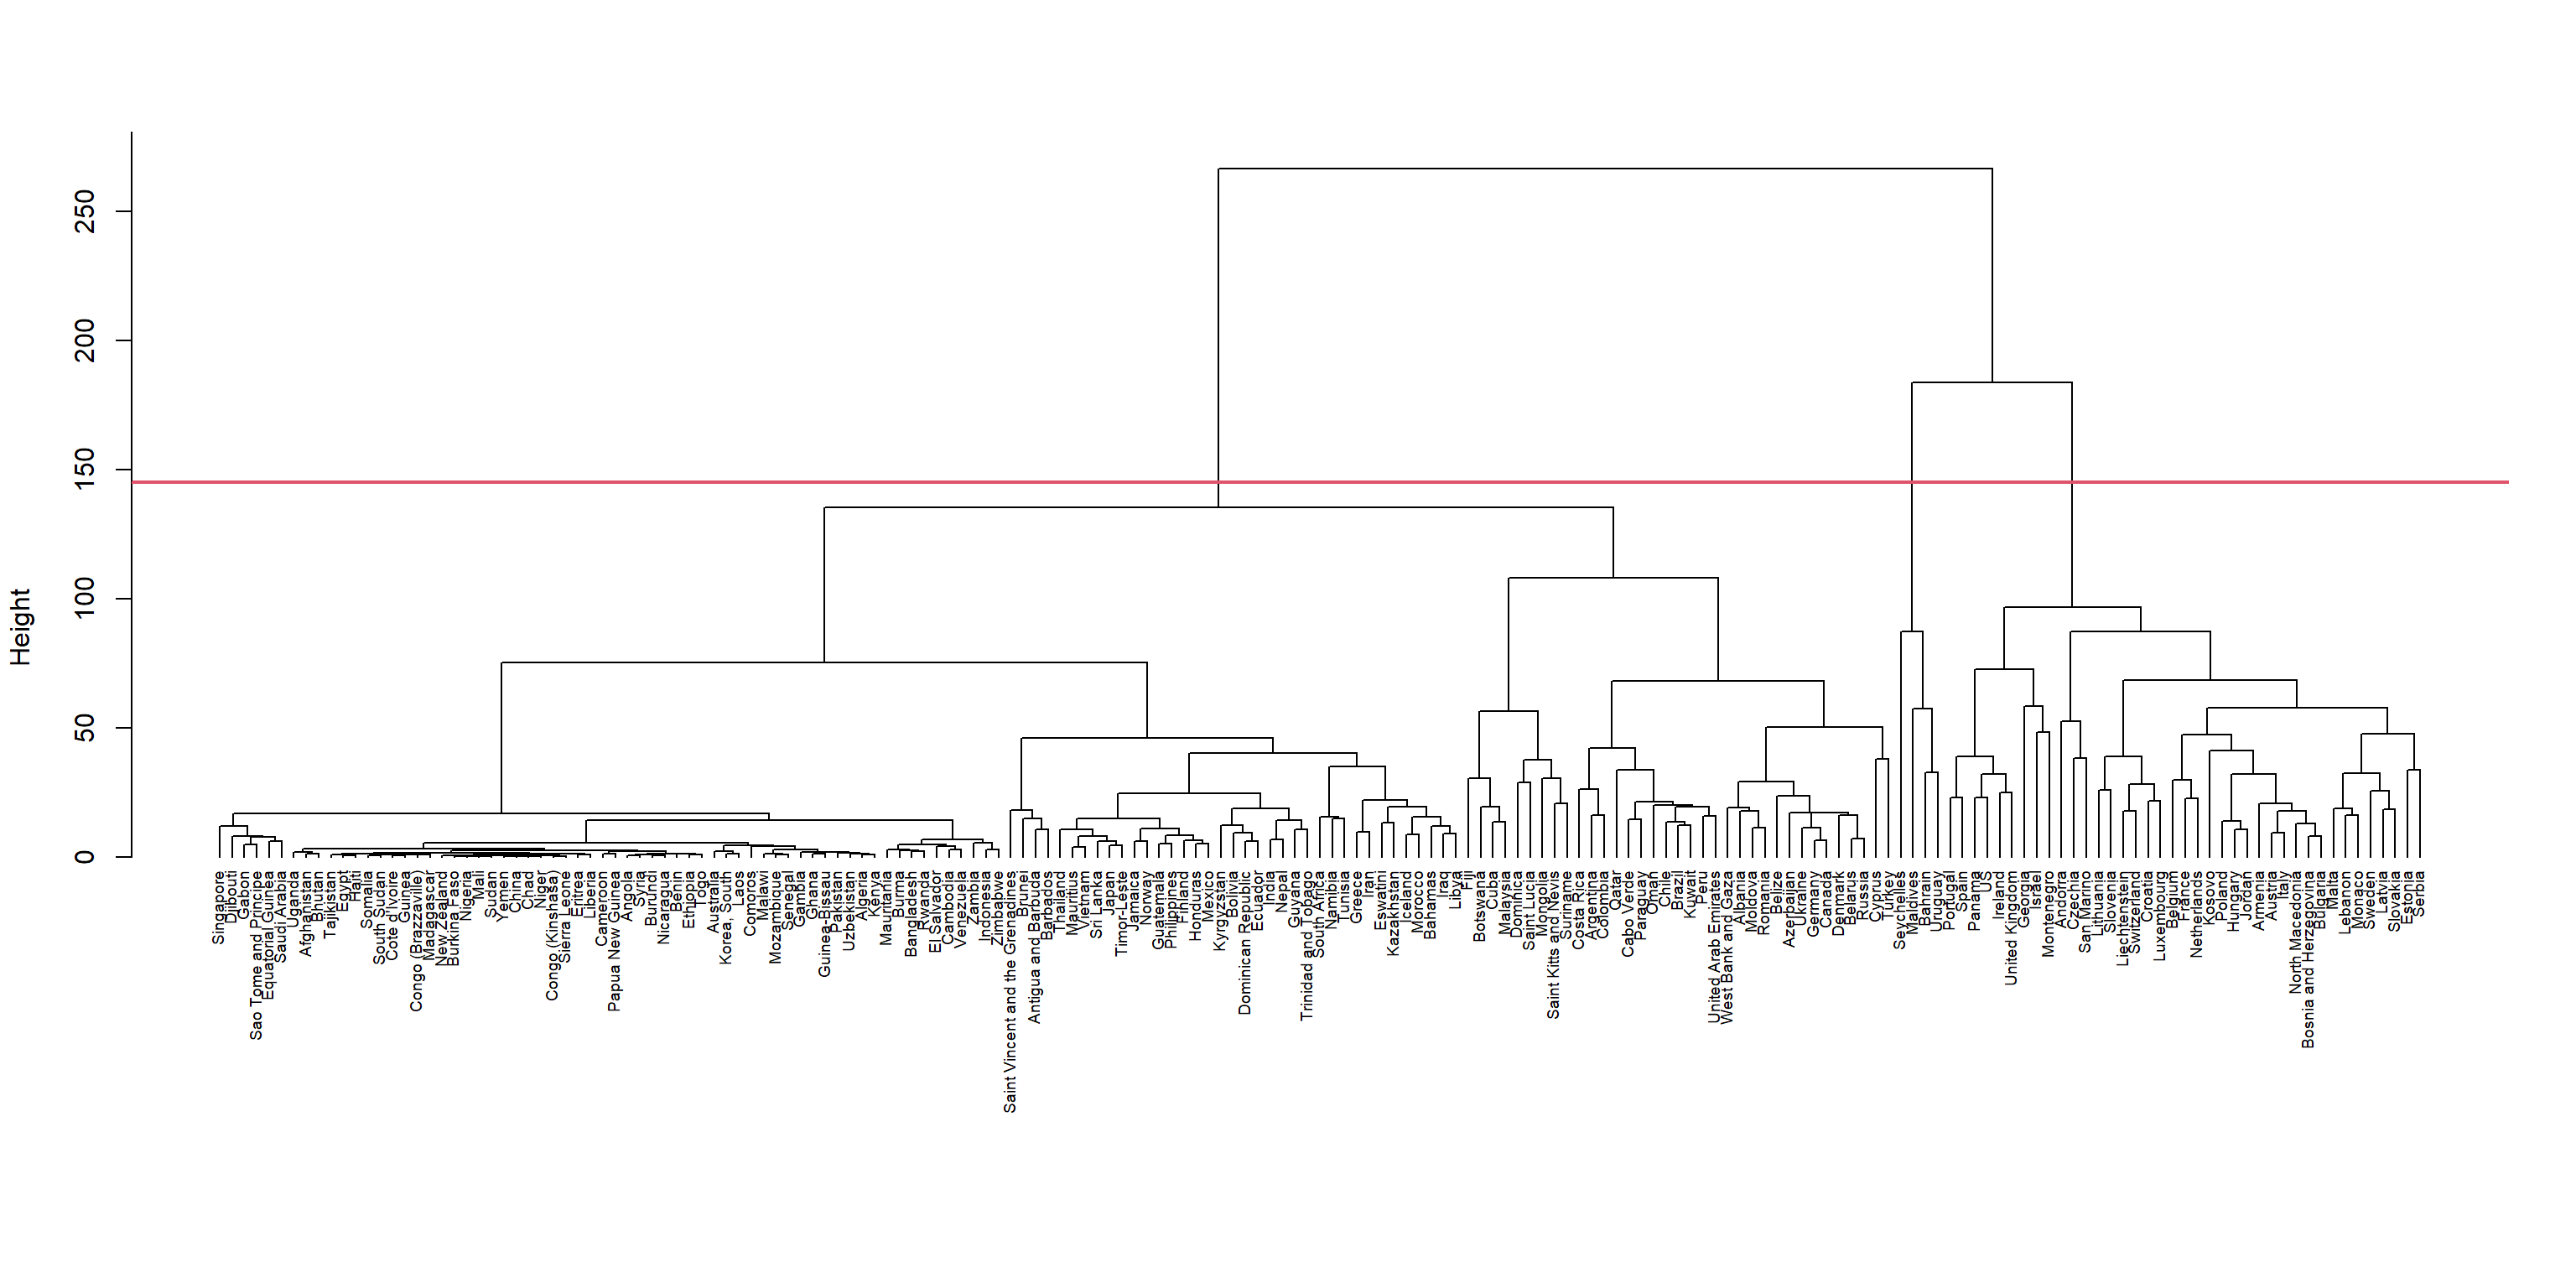 Height
250
200
150
100
50
0
Singapore
Djibouti
Gabon
Sao Tome and Principe
Equatorial Guinea
Saudi Arabia
Uganda
Afghanistan
Bhutan
Tajikistan
Egypt
Haiti
Somalia
South Sudan
Cote d'Ivoire
Guinea
Congo (Brazzaville)
Madagascar
New Zealand
Burkina Faso
Nigeria
Mali
Sudan
Yemen
China
Chad
Niger
Congo (Kinshasa)
Sierra Leone
Eritrea
Liberia
Cameroon
Papua New Guinea
Angola
Syria
Burundi
Nicaragua
Benin
Ethiopia
Togo
Australia
Korea, South
Laos
Comoros
Malawi
Mozambique
Senegal
Gambia
Ghana
Guinea-Bissau
Pakistan
Uzbekistan
Algeria
Kenya
Mauritania
Burma
Bangladesh
Rwanda
El Salvador
Cambodia
Venezuela
Zambia
Indonesia
Zimbabwe
Saint Vincent and the Grenadines
Brunei
Antigua and Barbuda
Barbados
Thailand
Mauritius
Vietnam
Sri Lanka
Japan
Timor-Leste
Jamaica
Norway
Guatemala
Philippines
Finland
Honduras
Mexico
Kyrgyzstan
Bolivia
Dominican Republic
Ecuador
India
Nepal
Guyana
Trinidad and Tobago
South Africa
Namibia
Tunisia
Greece
Iran
Eswatini
Kazakhstan
Iceland
Morocco
Bahamas
Iraq
Libya
Fiji
Botswana
Cuba
Malaysia
Dominica
Saint Lucia
Mongolia
Saint Kitts and Nevis
Suriname
Costa Rica
Argentina
Colombia
Qatar
Cabo Verde
Paraguay
Oman
Chile
Brazil
Kuwait
Peru
United Arab Emirates
West Bank and Gaza
Albania
Moldova
Romania
Belize
Azerbaijan
Ukraine
Germany
Canada
Denmark
Belarus
Russia
Cyprus
Turkey
Seychelles
Maldives
Bahrain
Uruguay
Portugal
Spain
Panama
US
Ireland
United Kingdom
Georgia
Israel
Montenegro
Andorra
Czechia
San Marino
Lithuania
Slovenia
Liechtenstein
Switzerland
Croatia
Luxembourg
Belgium
France
Netherlands
Kosovo
Poland
Hungary
Jordan
Armenia
Austria
Italy
North Macedonia
Bosnia and Herzegovina
Bulgaria
Malta
Lebanon
Monaco
Sweden
Latvia
Slovakia
Estonia
Serbia